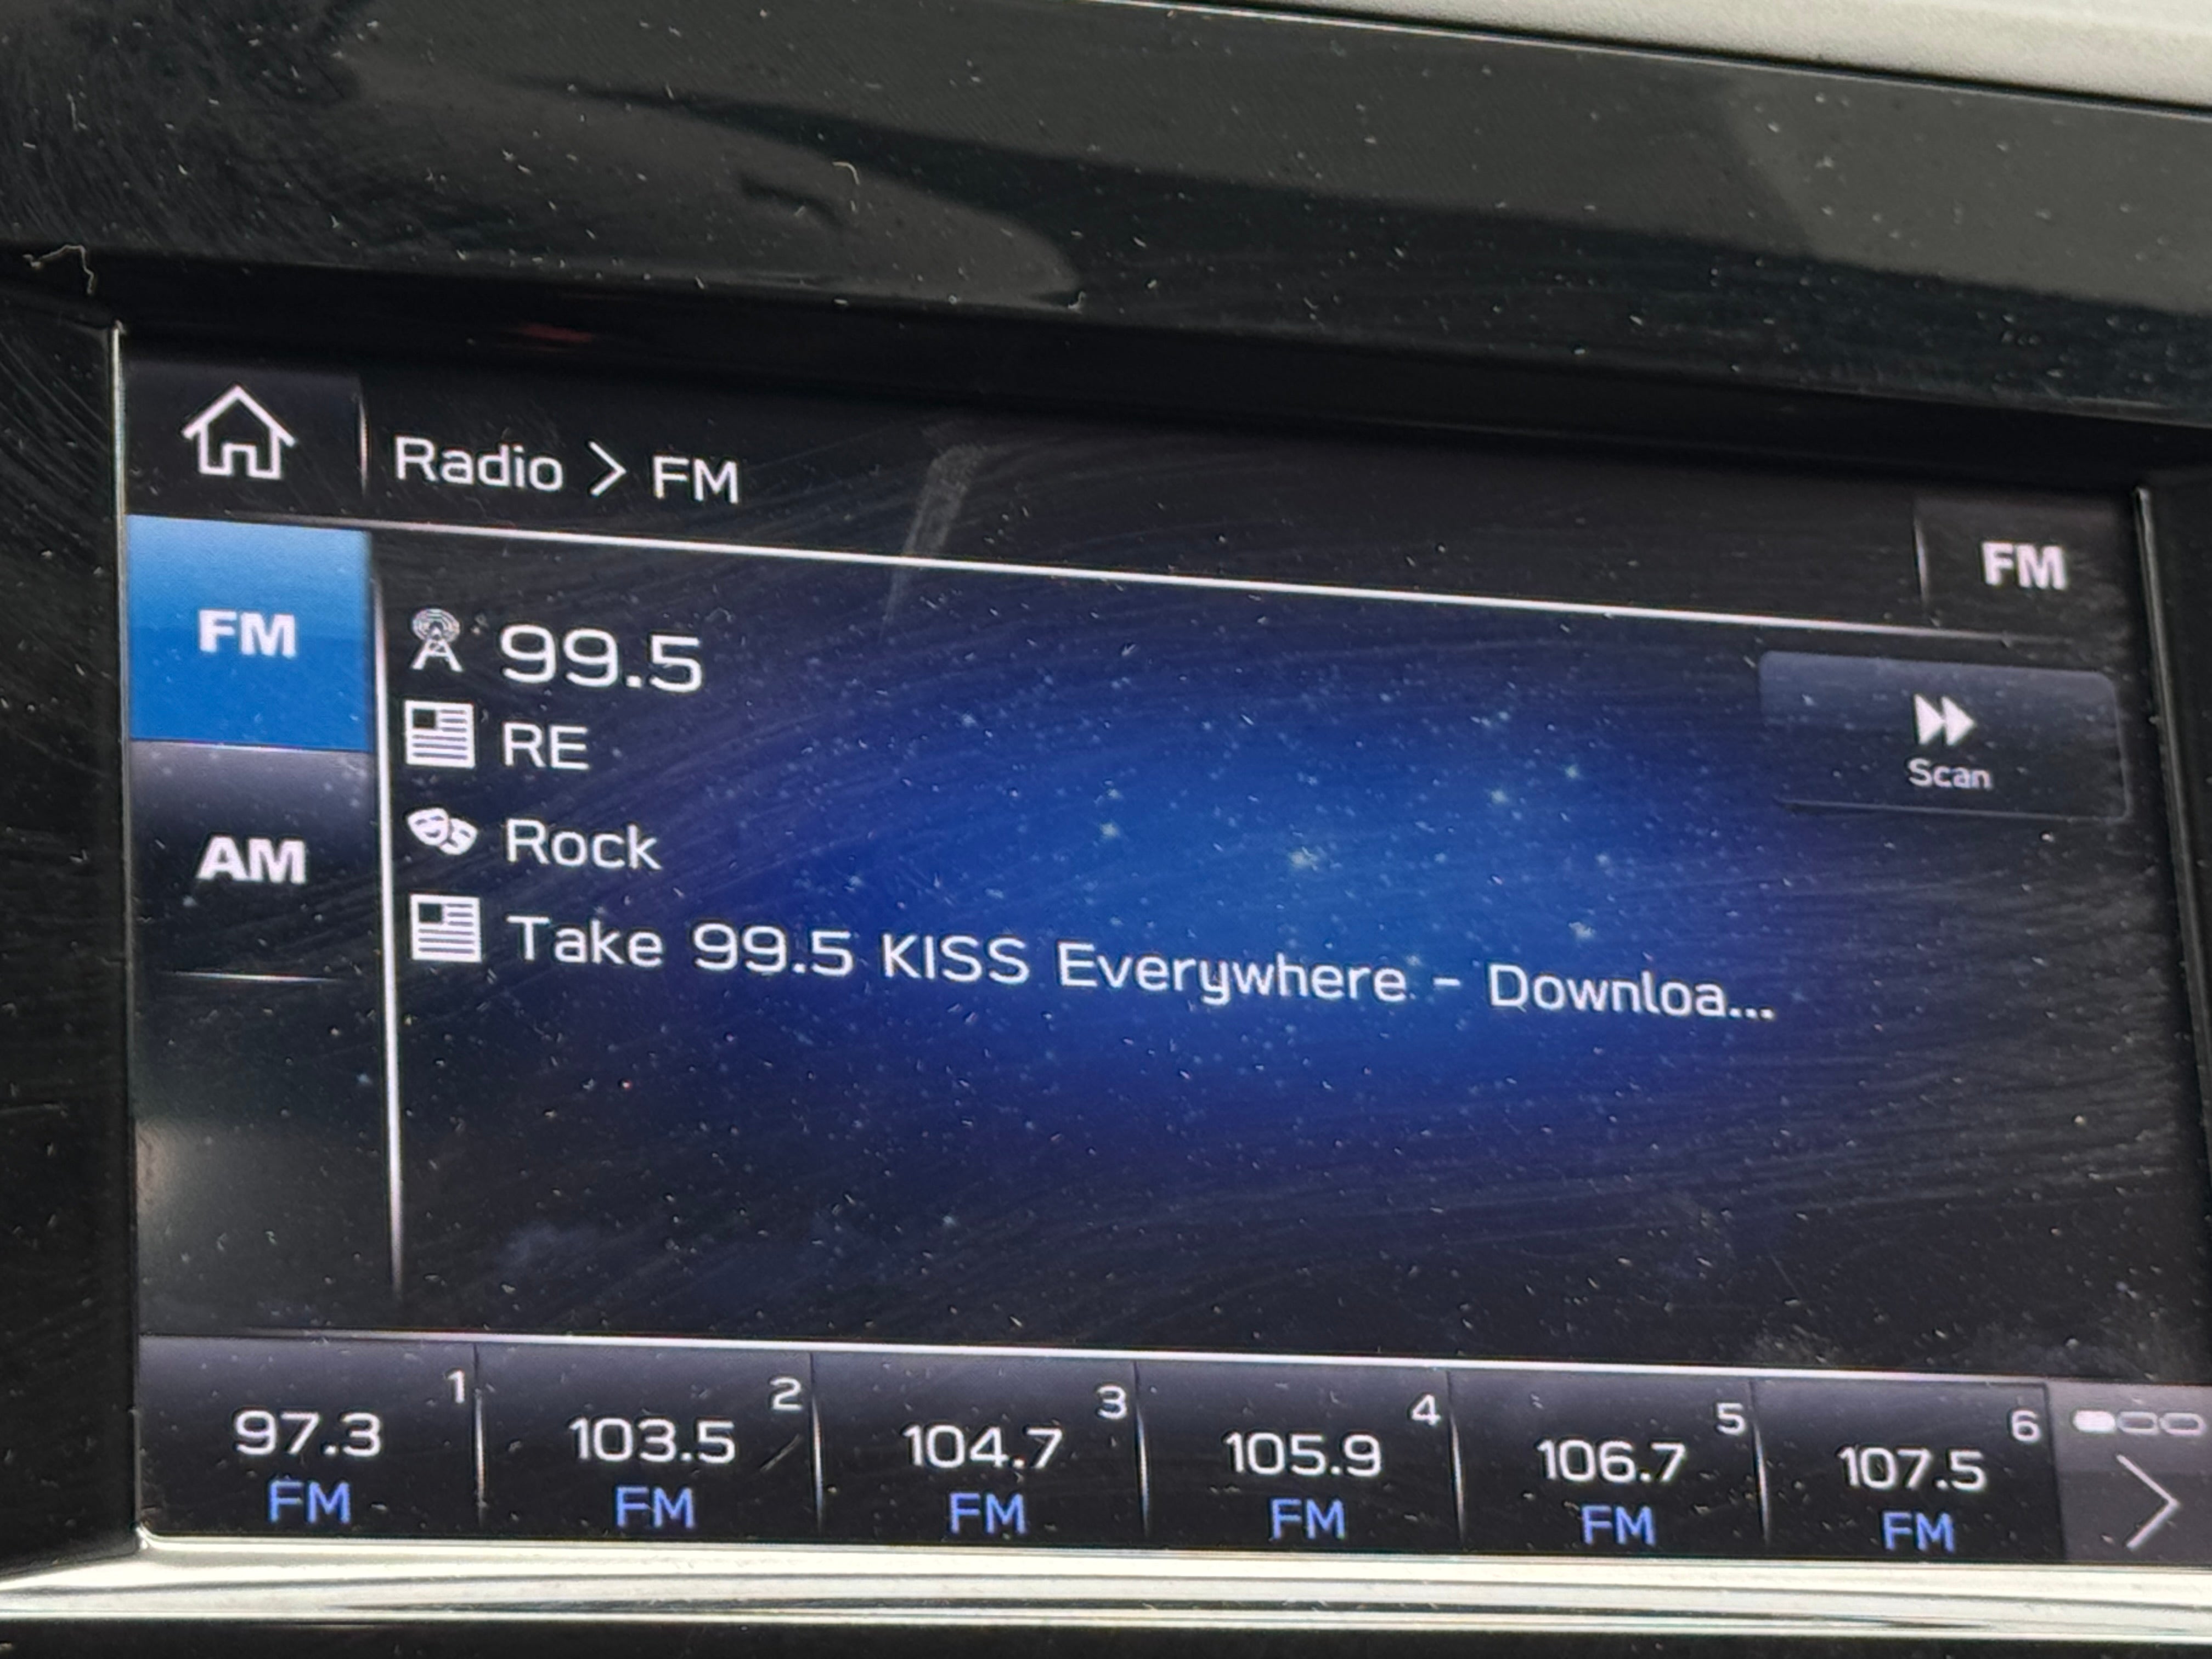 Radio > FM
FM
FM
AM
99.5
RE
Rock
Take 99.5 KISS Everywhere - Downloa...
Scan
1 2 3 4 5 6
97.3 103.5 104.7 105.9 106.7 107.5
FM FM FM FM FM FM